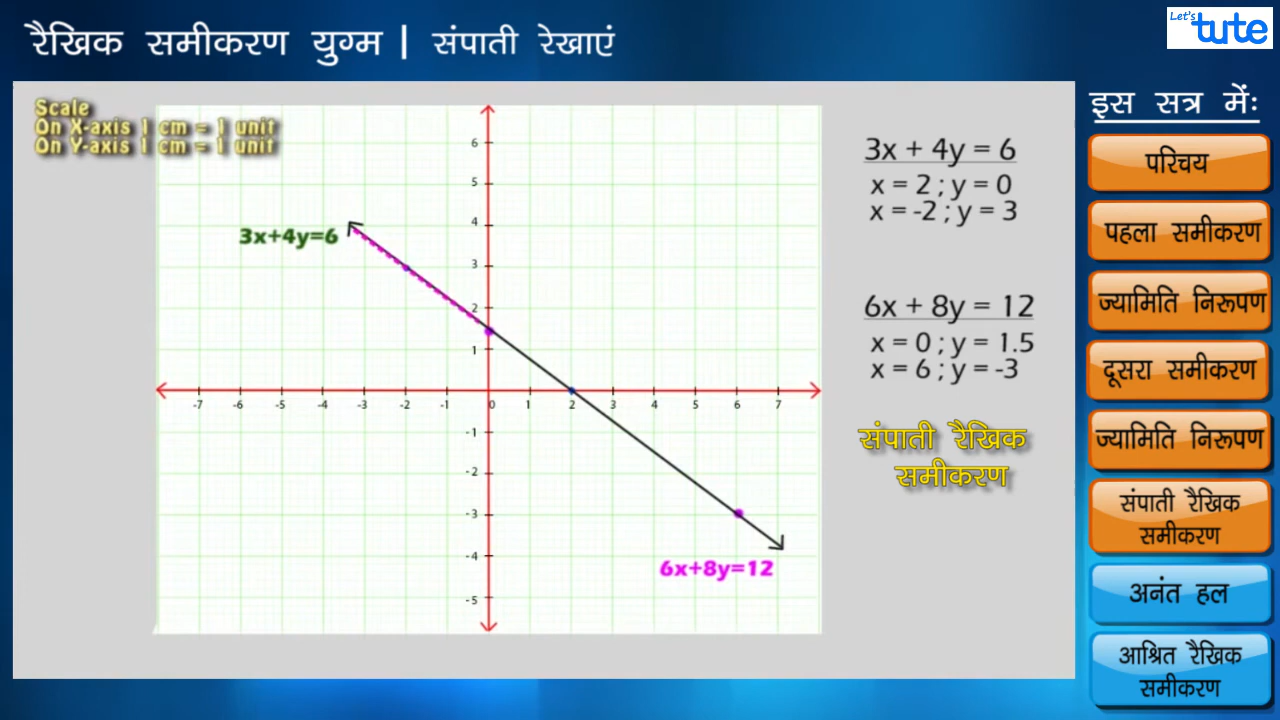 रैखिक समीकरण युग्म | संपाती रेखाएं
Let's
tute
Scale
On X-axis 1 cm = 1 unit
On Y-axis 1 cm = 1 unit
6
5
4
3
2
1
-7 -6 -5 -4 -3 -2 -1 0 1 2 3 4 5 6 7
-1
-2
-3
-4
-5
3x+4y=6
6x+8y=12
3x + 4y = 6
x = 2 ; y = 0
x = -2 ; y = 3
6x + 8y = 12
x = 0 ; y = 1.5
x = 6 ; y = -3
संपाती रैखिक
समीकरण
इस सत्र में:
परिचय
पहला समीकरण
ज्यामिति निरूपण
दूसरा समीकरण
ज्यामिति निरूपण
संपाती रैखिक
समीकरण
अनंत हल
आश्रित रैखिक
समीकरण